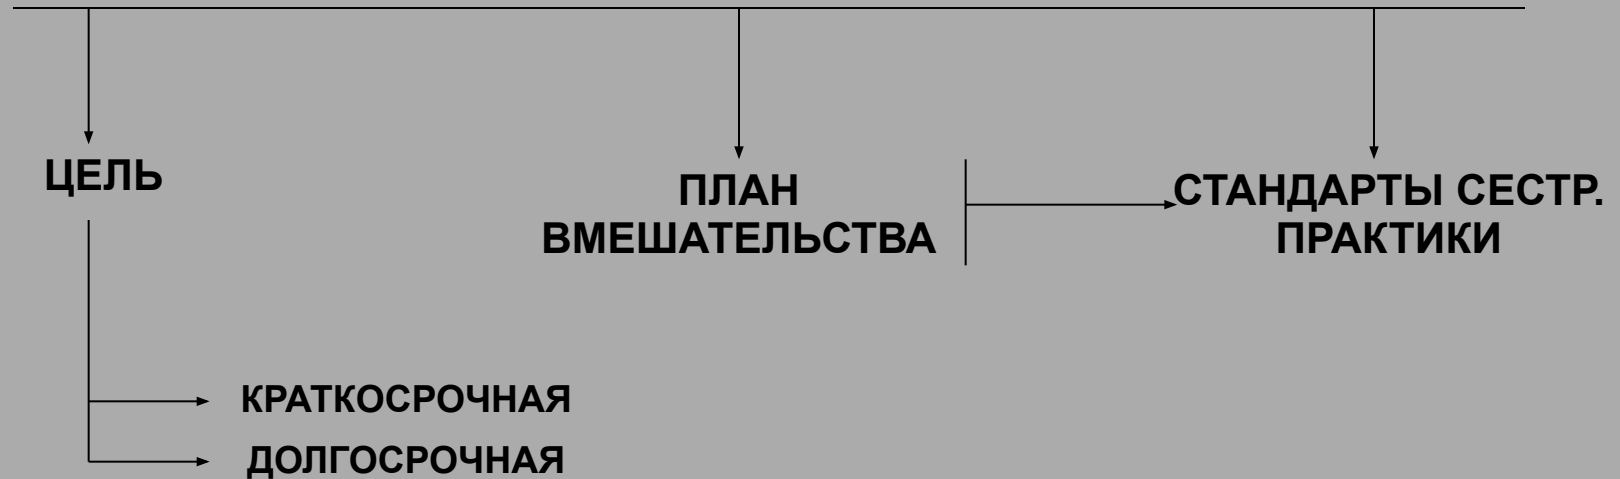 ЦЕЛЬ
ПЛАН
ВМЕШАТЕЛЬСТВА
СТАНДАРТЫ СЕСТР.
ПРАКТИКИ
КРАТКОСРОЧНАЯ
ДОЛГОСРОЧНАЯ